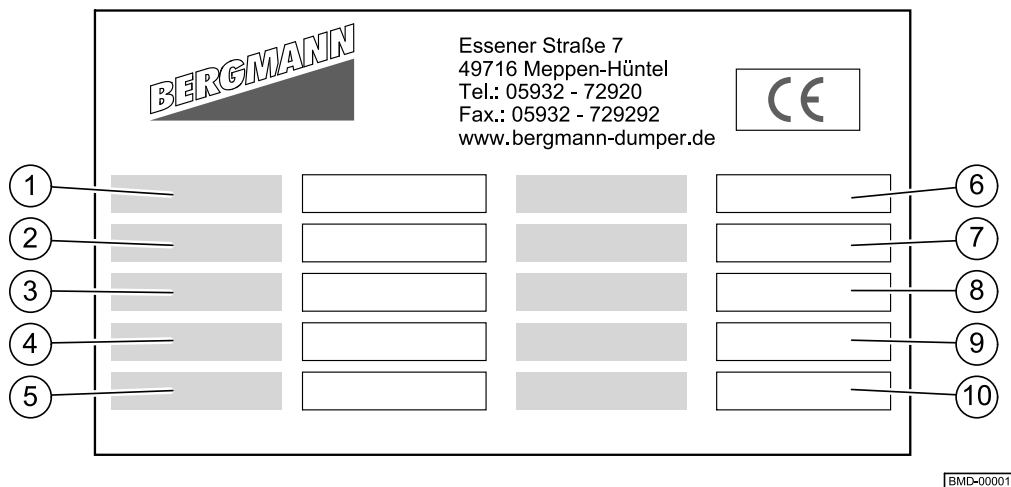 BERGMANN
Essener Straße 7
49716 Meppen-Hüntel
Tel.: 05932 - 72920
Fax.: 05932 - 729292
www.bergmann-dumper.de
CE
1
6
2
7
3
8
4
9
5
10
BMD-00001